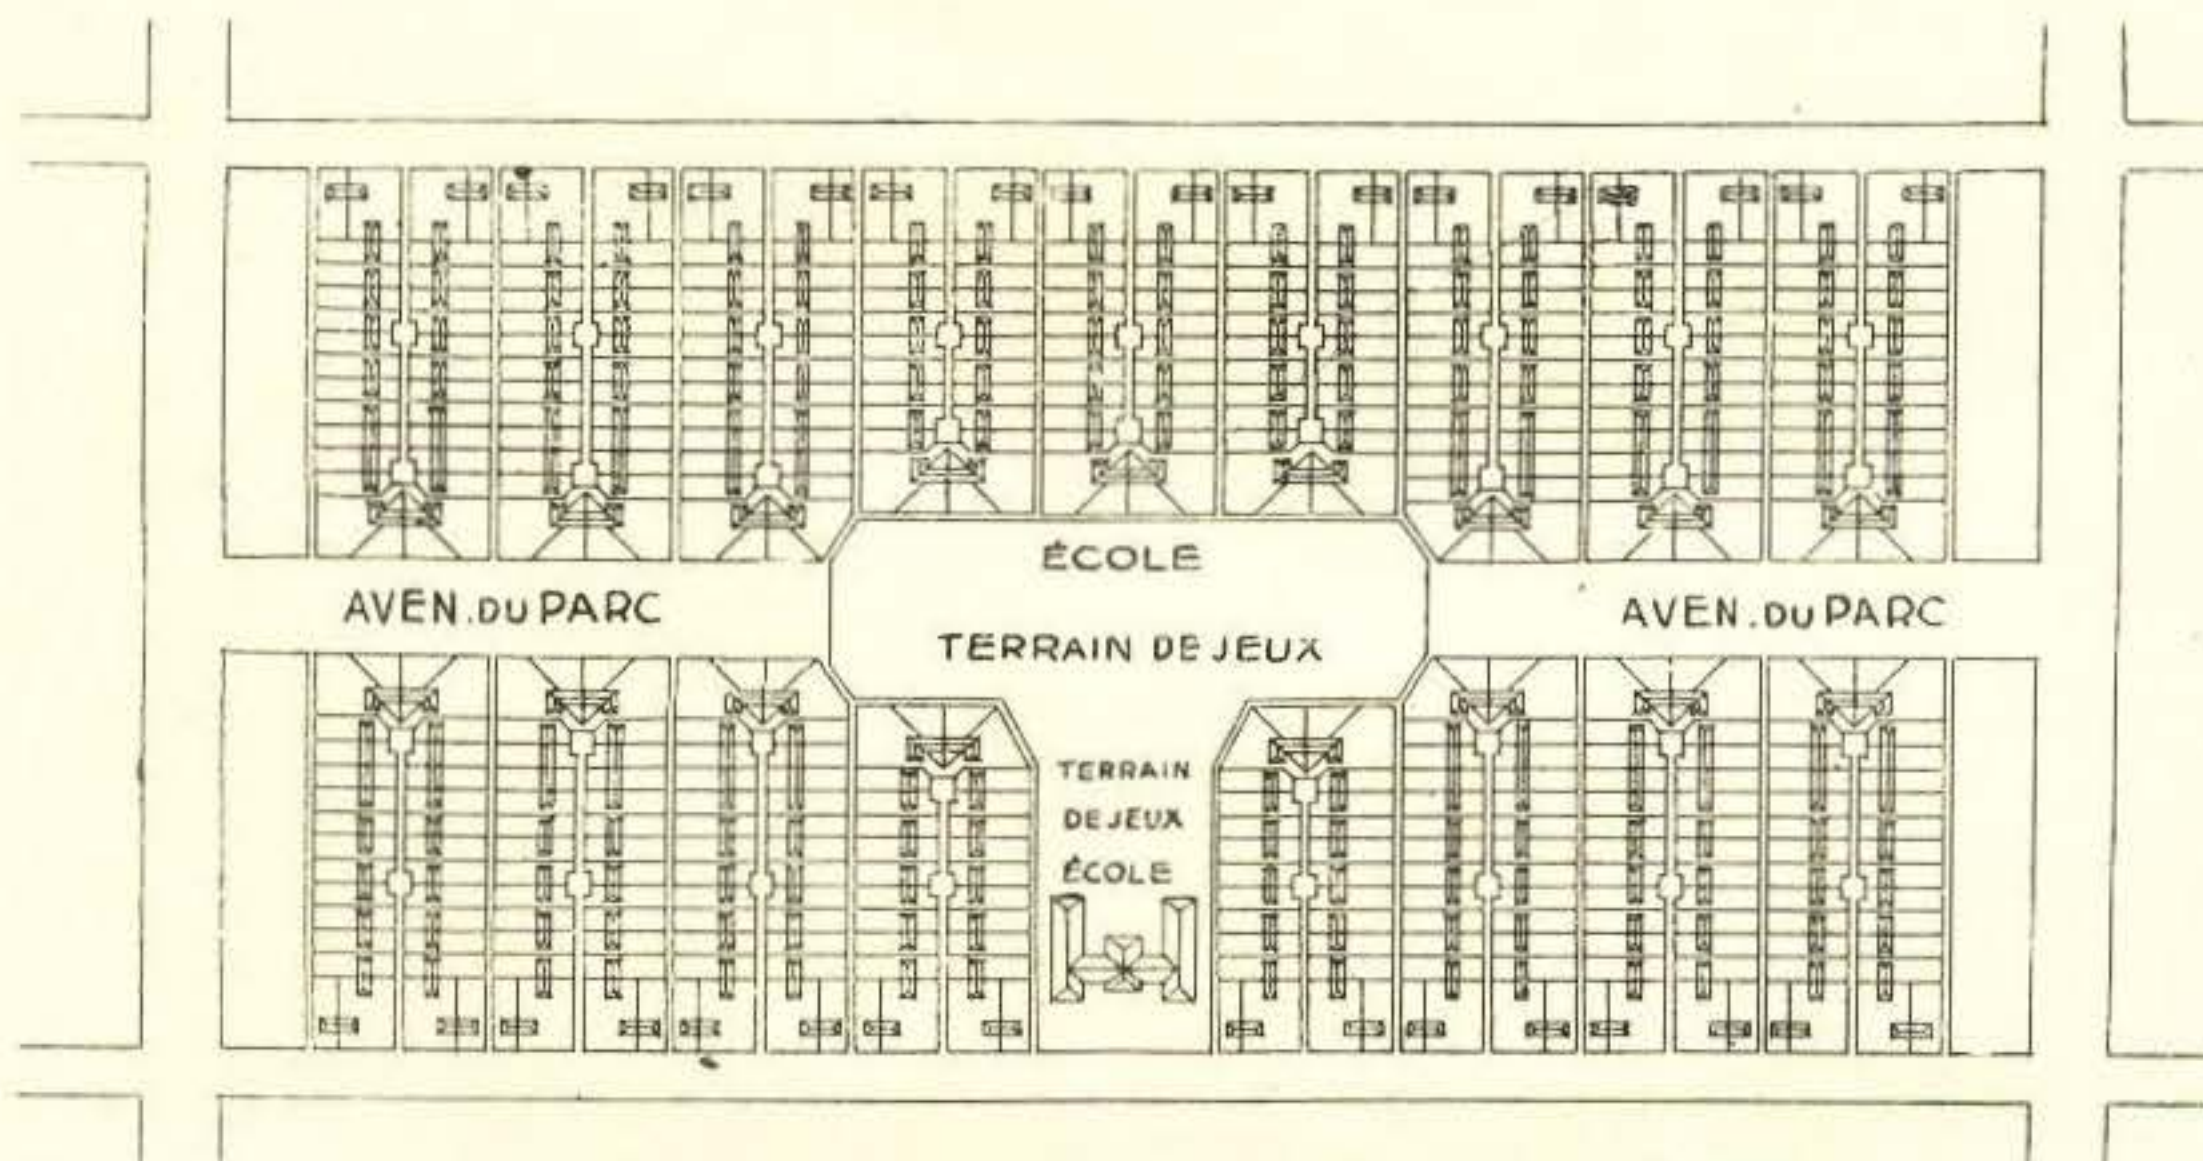 ÉCOLE
AVEN. DU PARC
AVEN. DU PARC
TERRAIN DE JEUX
TERRAIN
DE JEUX
ÉCOLE